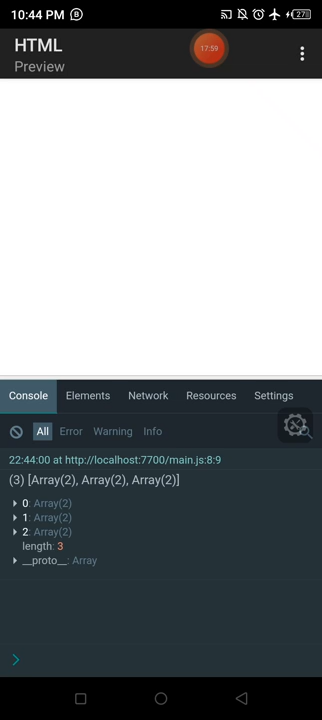 10:44 PM
27
HTML
Preview
17:59
Console Elements Network Resources Settings
All Error Warning Info
22:44:00 at http://localhost:7700/main.js:8:9
(3) [Array(2), Array(2), Array(2)]
0: Array(2)
1: Array(2)
2: Array(2)
length: 3
__proto__: Array